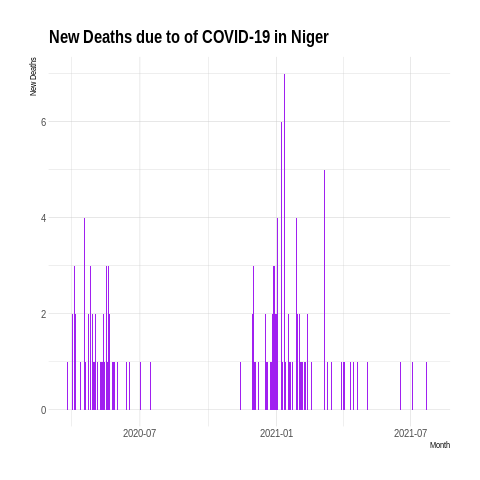 New Deaths due to of COVID-19 in Niger
New Deaths
6
4
2
0
2020-07
2021-01
2021-07
Month